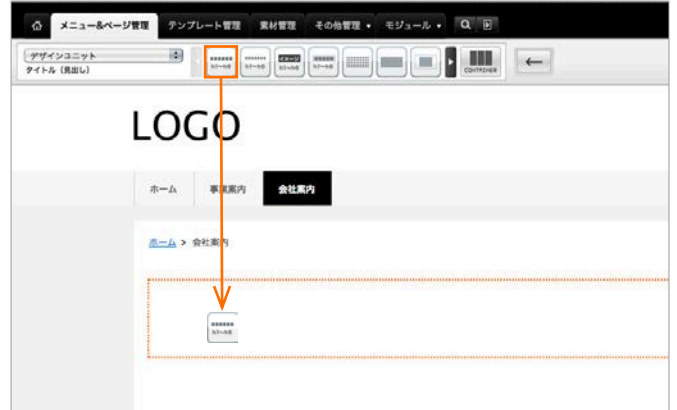 メニュー&ページ管理 テンプレート管理 素材管理 その他管理 モジュール
デザインユニット
タイトル (見出し)
CONTAINER
LOGO
ホーム 事業案内 会社案内
ホーム > 会社案内